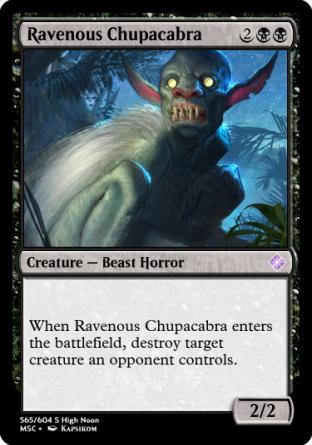 Ravenous Chupacabra 2
Creature — Beast Horror
When Ravenous Chupacabra enters
the battlefield, destroy target
creature an opponent controls.
2/2
565/604 S High Noon
MSC • Kapsikom